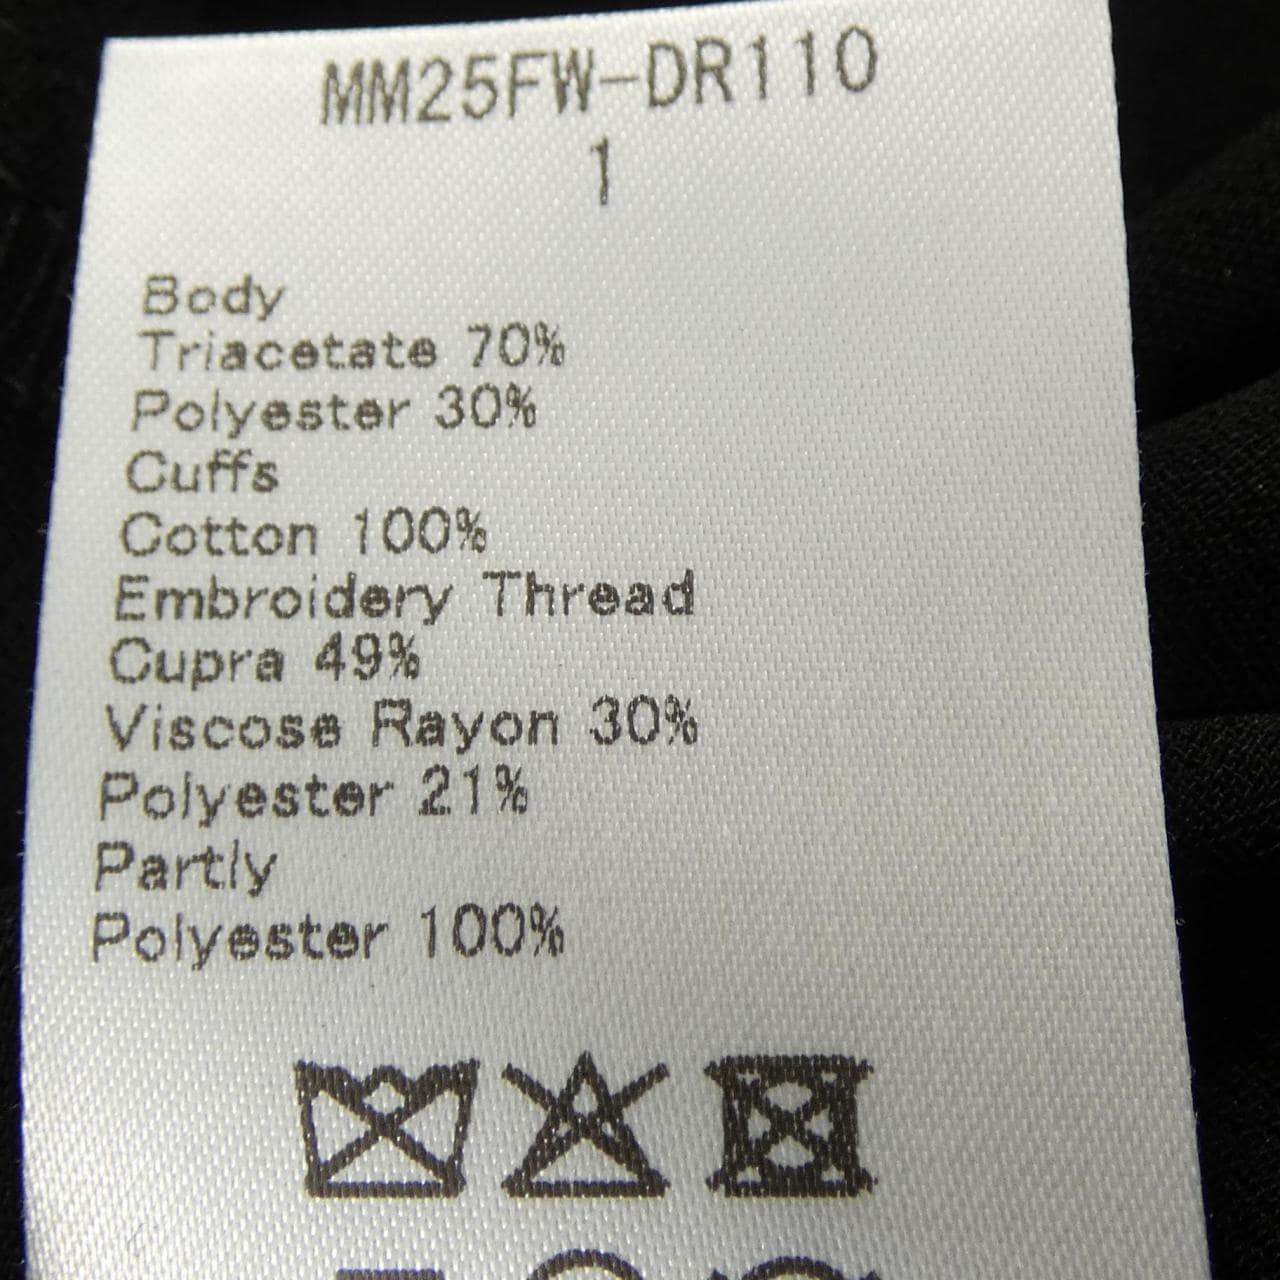 MM25FW-DR110
1
Body
Triacetate 70%
Polyester 30%
Cuffs
Cotton 100%
Embroidery Thread
Cupra 49%
Viscose Rayon 30%
Polyester 21%
Partly
Polyester 100%